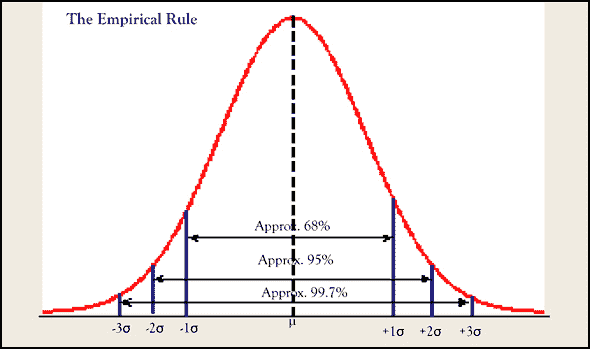 The Empirical Rule
Approx. 68%
Approx. 95%
Approx. 99.7%
-3σ -2σ -1σ μ +1σ +2σ +3σ